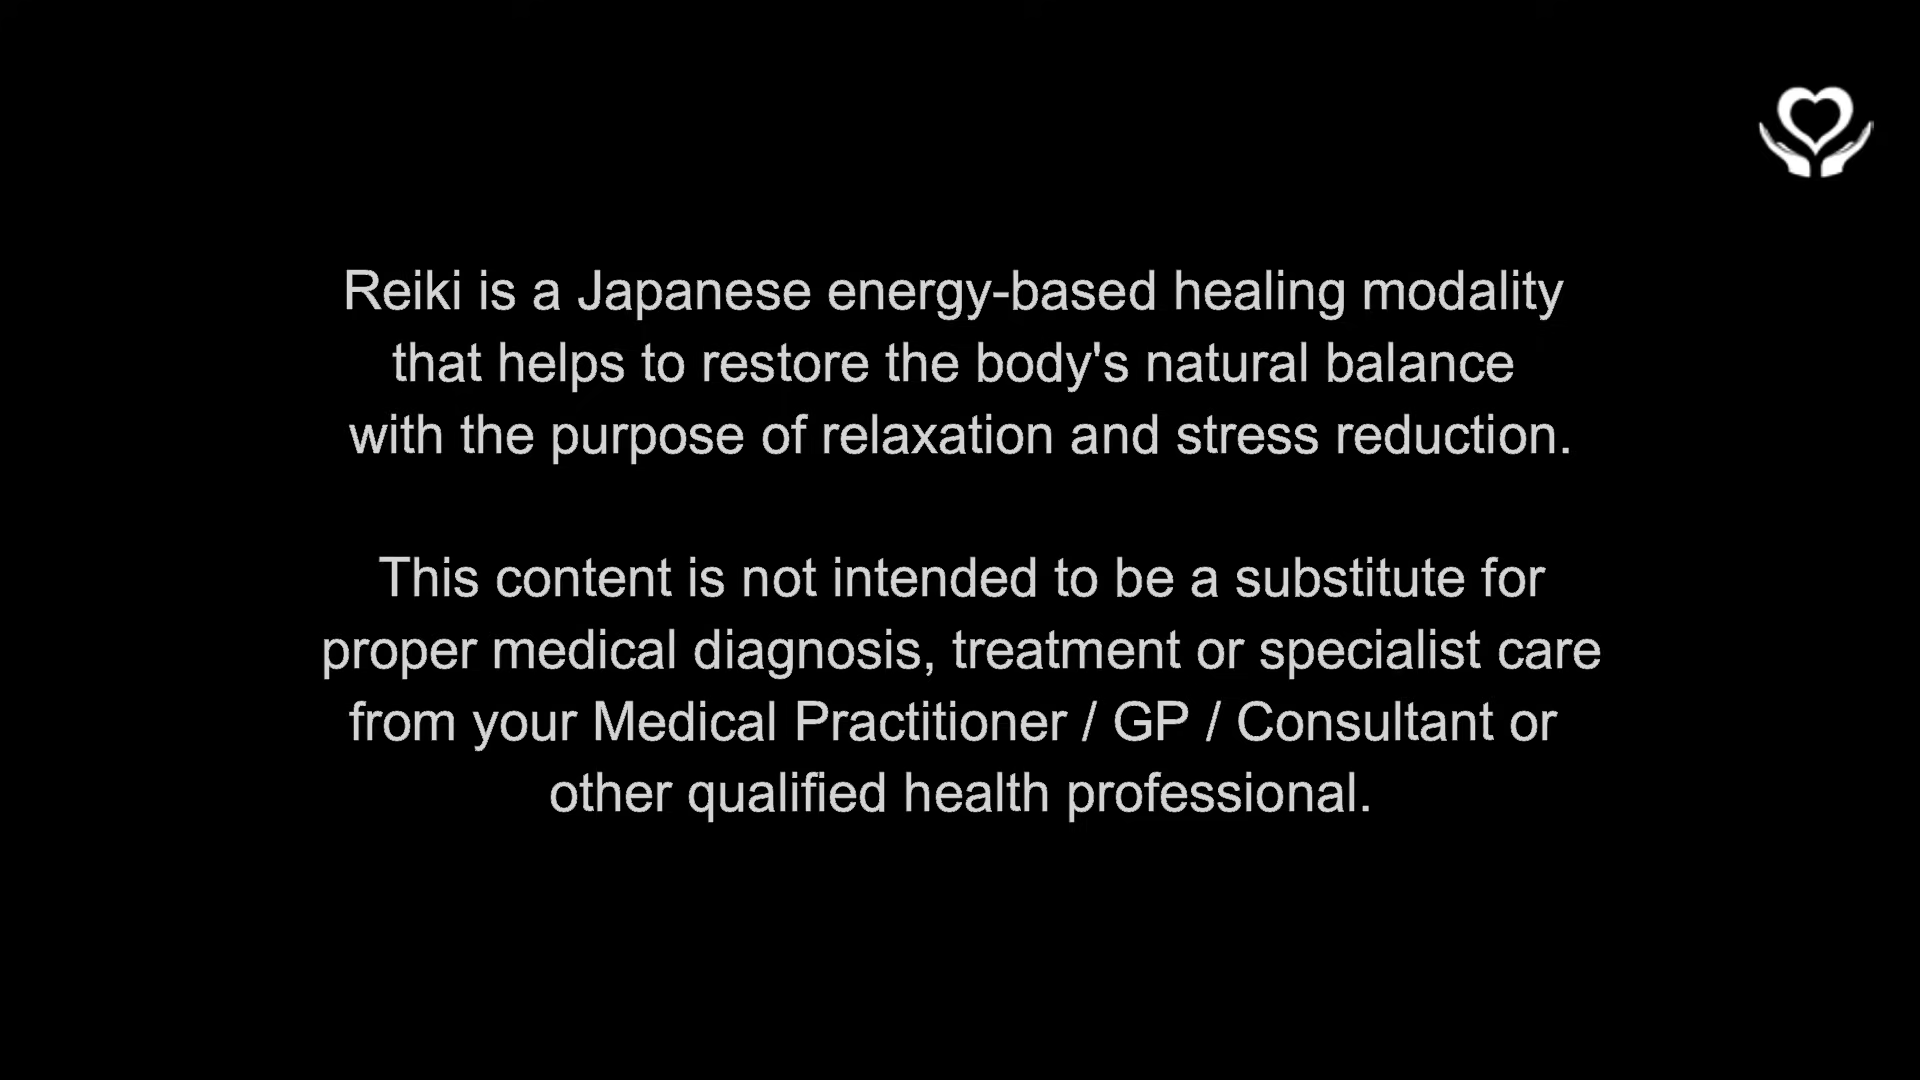 Reiki is a Japanese energy-based healing modality
that helps to restore the body's natural balance
with the purpose of relaxation and stress reduction.
This content is not intended to be a substitute for
proper medical diagnosis, treatment or specialist care
from your Medical Practitioner / GP / Consultant or
other qualified health professional.